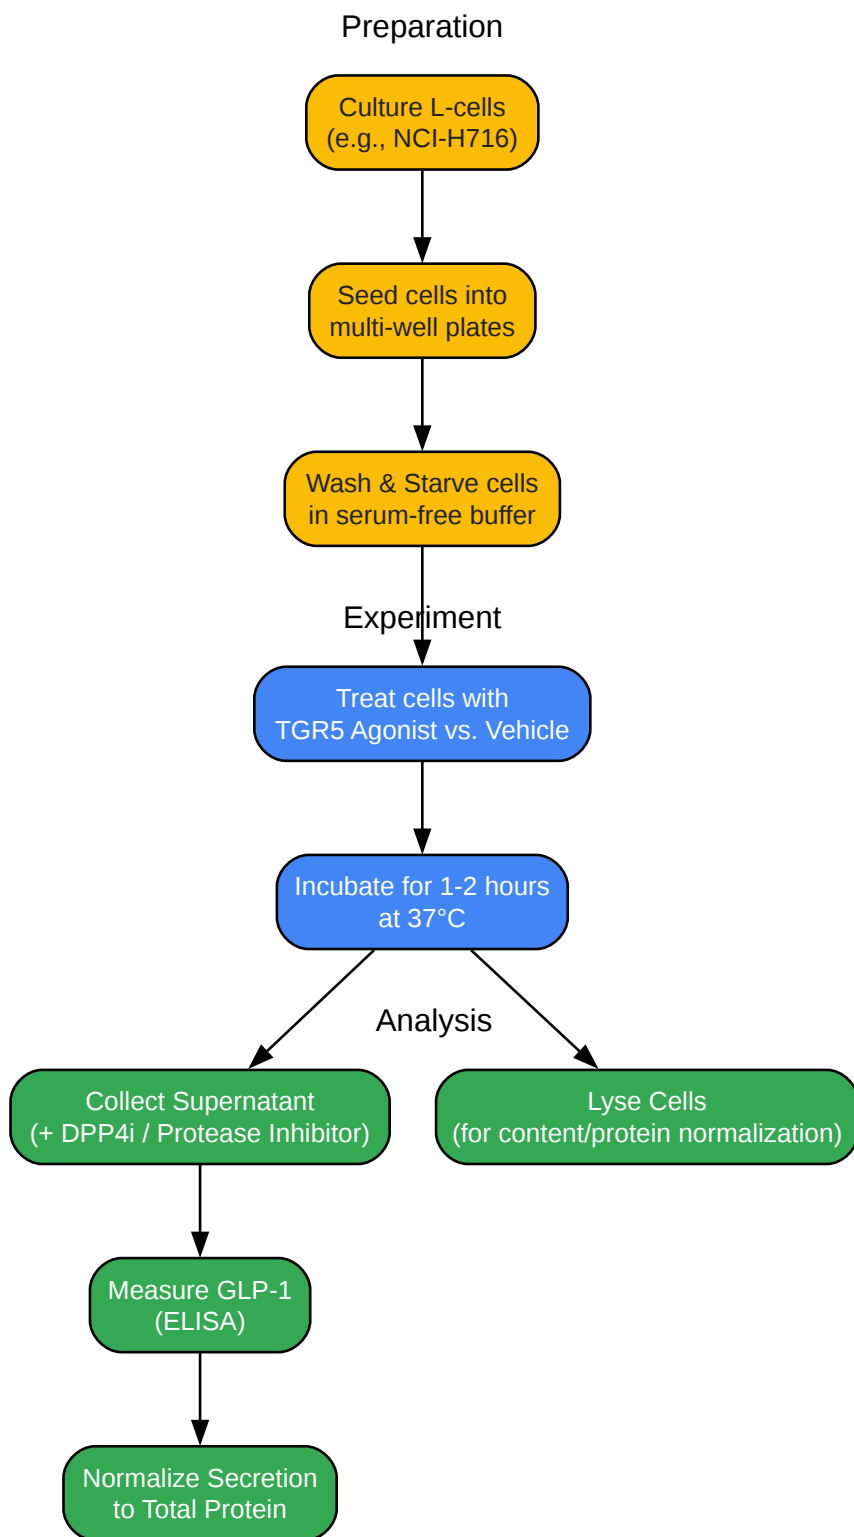 Preparation
Culture L-cells
(e.g., NCI-H716)
Seed cells into
multi-well plates
Wash & Starve cells
in serum-free buffer
Experiment
Treat cells with
TGR5 Agonist vs. Vehicle
Incubate for 1-2 hours
at 37°C
Analysis
Collect Supernatant
(+ DPP4i / Protease Inhibitor)
Lyse Cells
(for content/protein normalization)
Measure GLP-1
(ELISA)
Normalize Secretion
to Total Protein